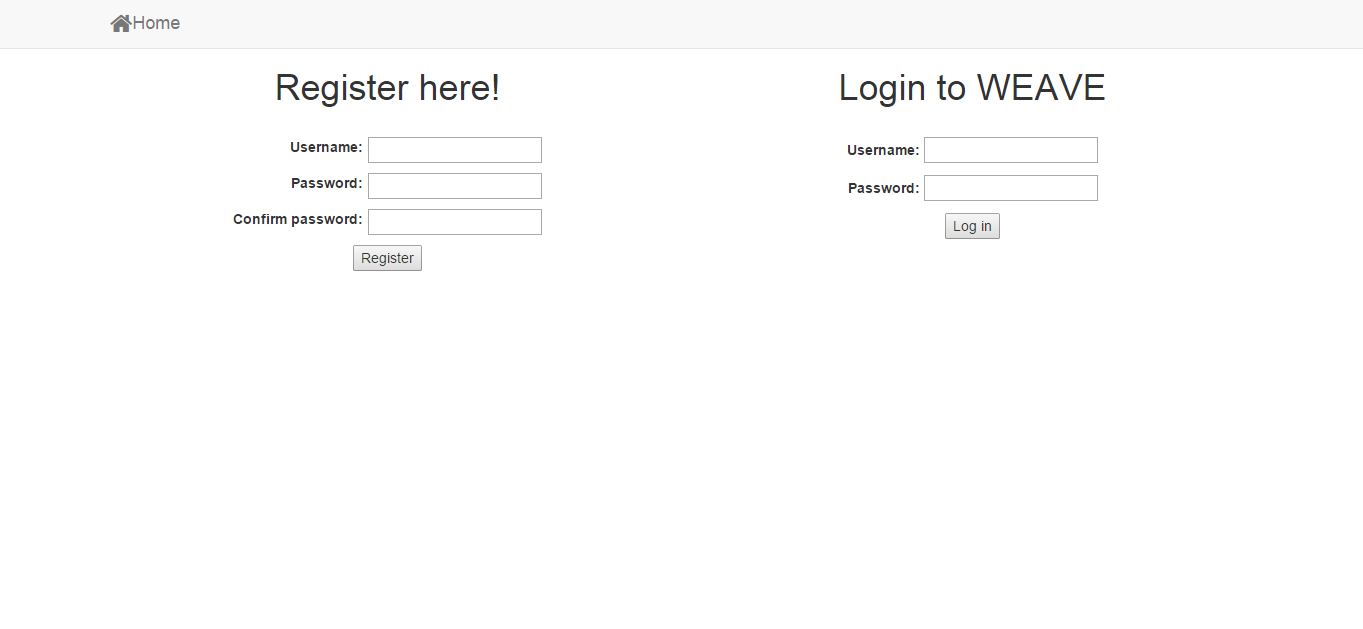 Home
Register here!
Username:
Password:
Confirm password:
Register
Login to WEAVE
Username:
Password:
Log in